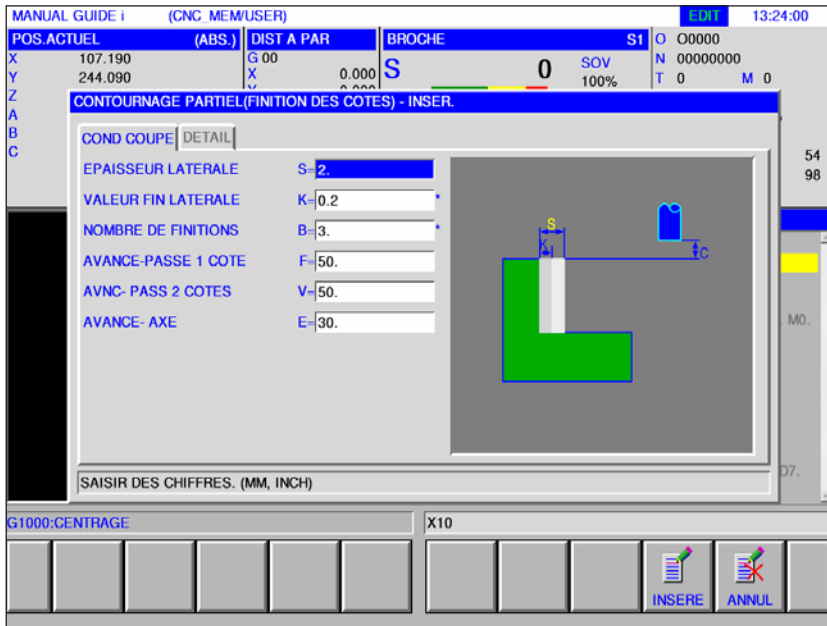 MANUAL GUIDE i (CNC_MEM/USER) EDIT 13:24:00
POS.ACTUEL (ABS.) DIST A PAR BROCHE S1 O O0000
X 107.190 G 00 S 0 SOV N 00000000
Y 244.090 X 0.000 100% T 0 M 0
Z
A
B
C
54
98
CONTOURNAGE PARTIEL(FINITION DES COTES) - INSER.
COND COUPE DETAIL
EPAISSEUR LATERALE S=2.
VALEUR FIN LATERALE K=0.2 *
NOMBRE DE FINITIONS B=3. *
AVANCE-PASSE 1 COTE F=50.
AVNC- PASS 2 COTES V=50.
AVANCE- AXE E=30.
S
K
C
M0.
D7.
SAISIR DES CHIFFRES. (MM, INCH)
G1000:CENTRAGE X10
INSERE ANNUL